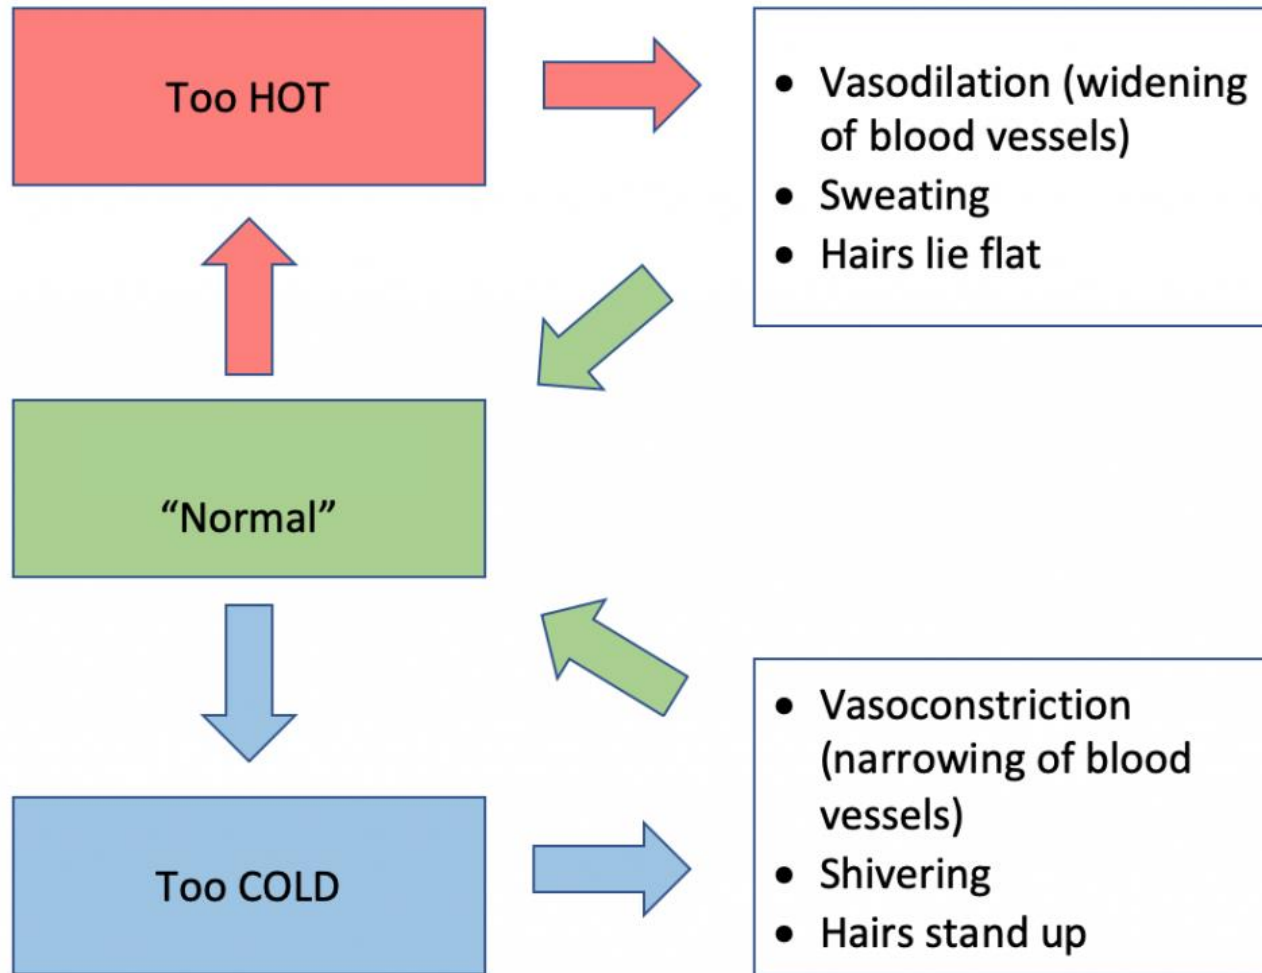 Too HOT
• Vasodilation (widening
of blood vessels)
• Sweating
• Hairs lie flat
“Normal”
Too COLD
• Vasoconstriction
(narrowing of blood
vessels)
• Shivering
• Hairs stand up